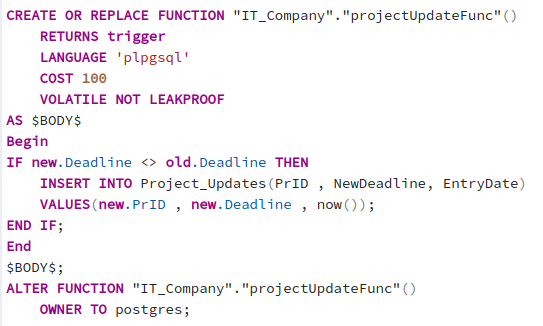 CREATE OR REPLACE FUNCTION "IT_Company"."projectUpdateFunc"()
    RETURNS trigger
    LANGUAGE 'plpgsql'
    COST 100
    VOLATILE NOT LEAKPROOF
AS $BODY$
Begin
IF new.Deadline <> old.Deadline THEN
    INSERT INTO Project_Updates(PrID , NewDeadline, EntryDate)
    VALUES(new.PrID , new.Deadline , now());
END IF;
End
$BODY$;
ALTER FUNCTION "IT_Company"."projectUpdateFunc"()
    OWNER TO postgres;